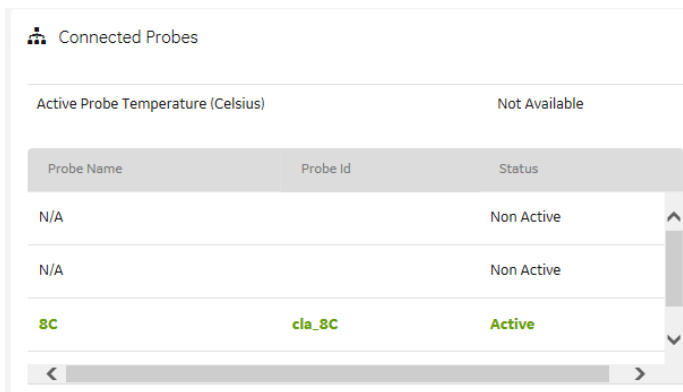 Connected Probes
Active Probe Temperature (Celsius) Not Available
Probe Name Probe Id Status
N/A Non Active
N/A Non Active
8C cla_8C Active